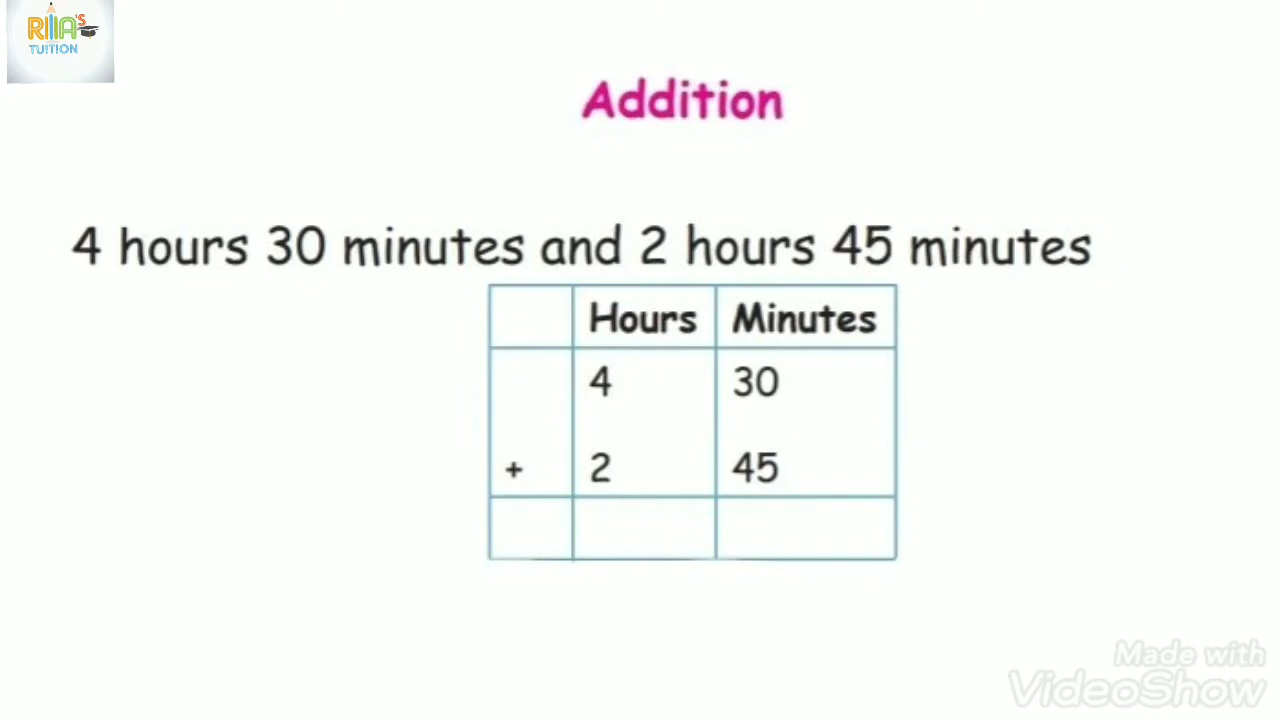 RIIA'S
TUITION
Addition
4 hours 30 minutes and 2 hours 45 minutes
Hours Minutes
4 30
+ 2 45
Made with
VideoShow